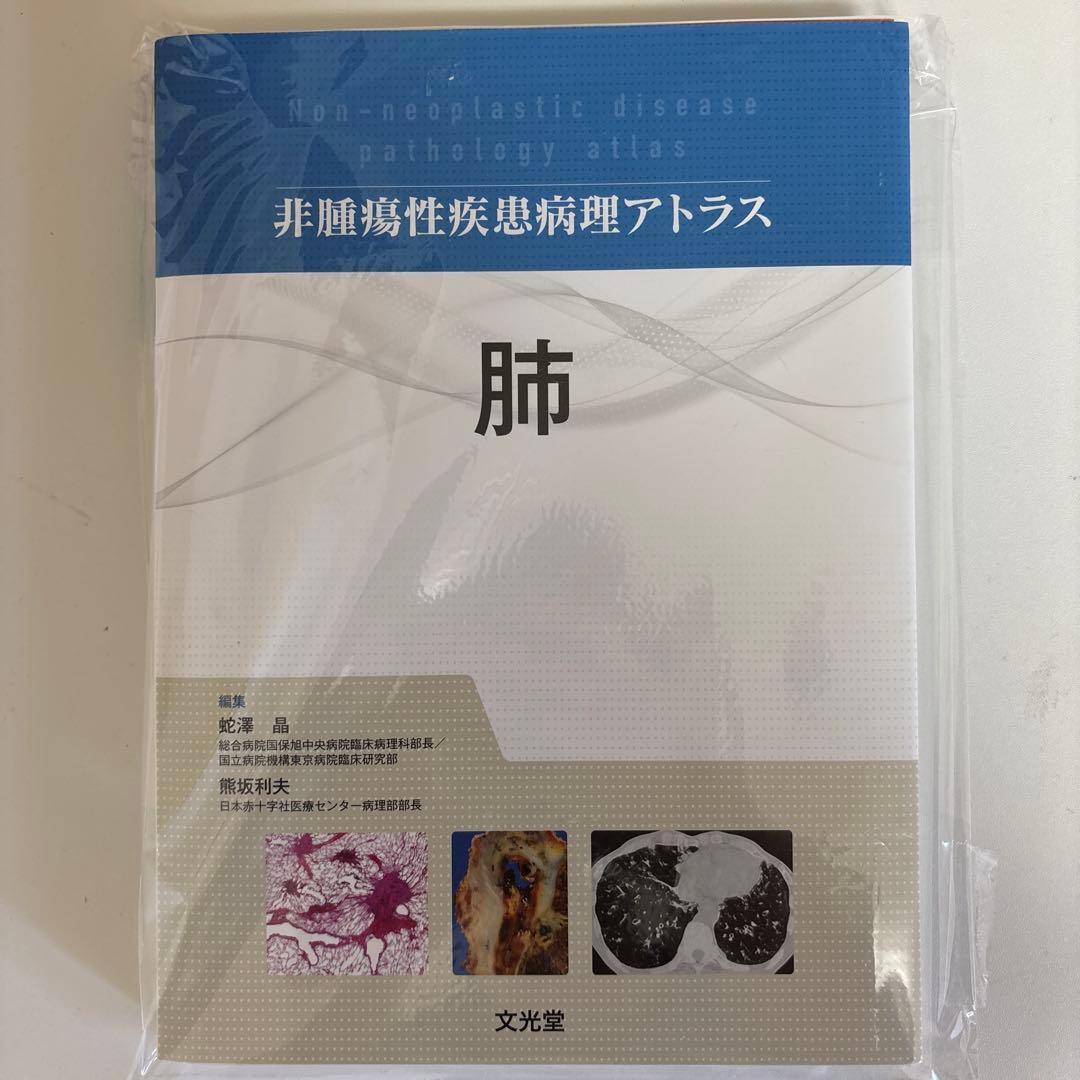 Non-neoplastic disease
pathology atlas
非腫瘍性疾患病理アトラス
肺
編集
蛇澤 晶
総合病院国保旭中央病院臨床病理科部長／
国立病院機構東京病院臨床研究部
熊坂利夫
日本赤十字社医療センター病理部部長
文光堂